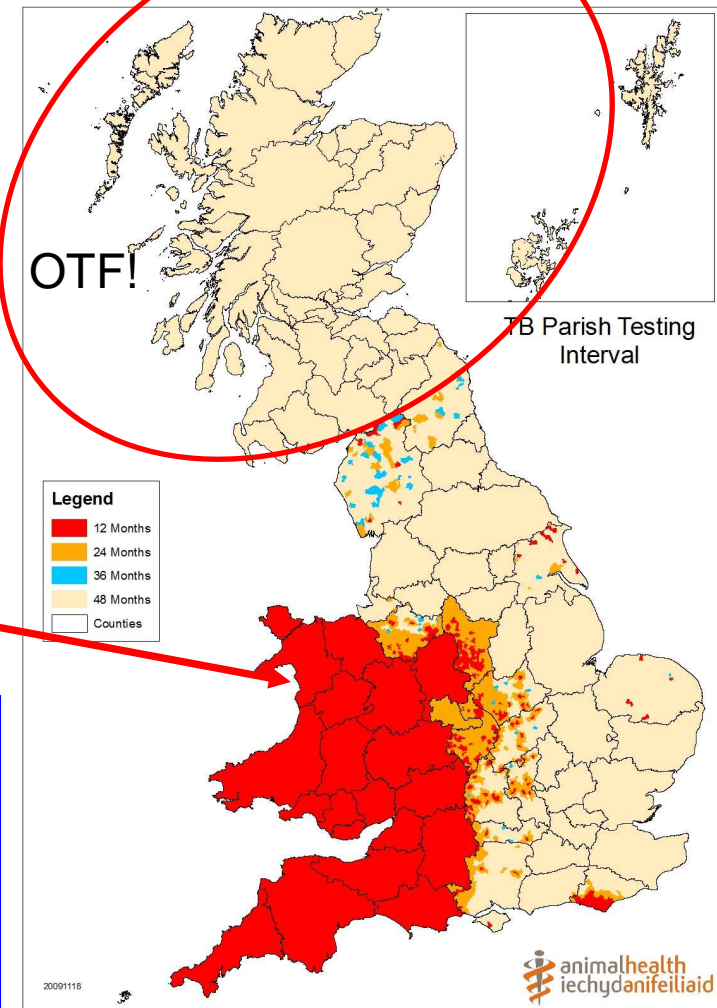 OTF!
TB Parish Testing
Interval
Legend
12 Months
24 Months
36 Months
48 Months
Counties
20091118
animalhealth
iechydanifeiliaid